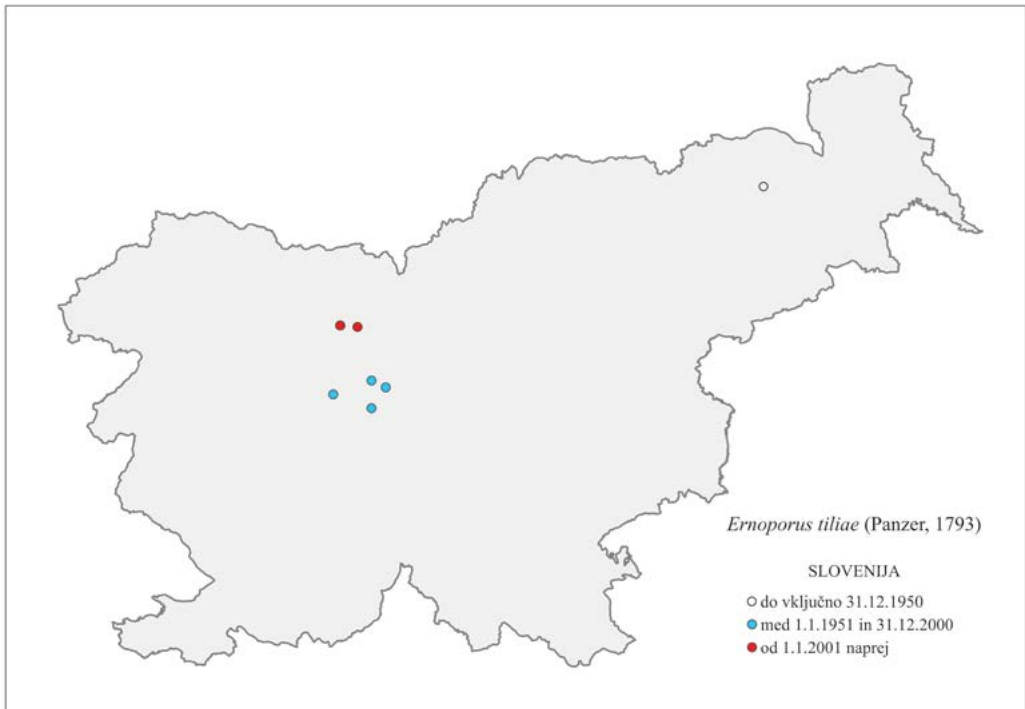 Ernoporus tiliae (Panzer, 1793)
SLOVENIJA
do vključno 31.12.1950
med 1.1.1951 in 31.12.2000
od 1.1.2001 naprej